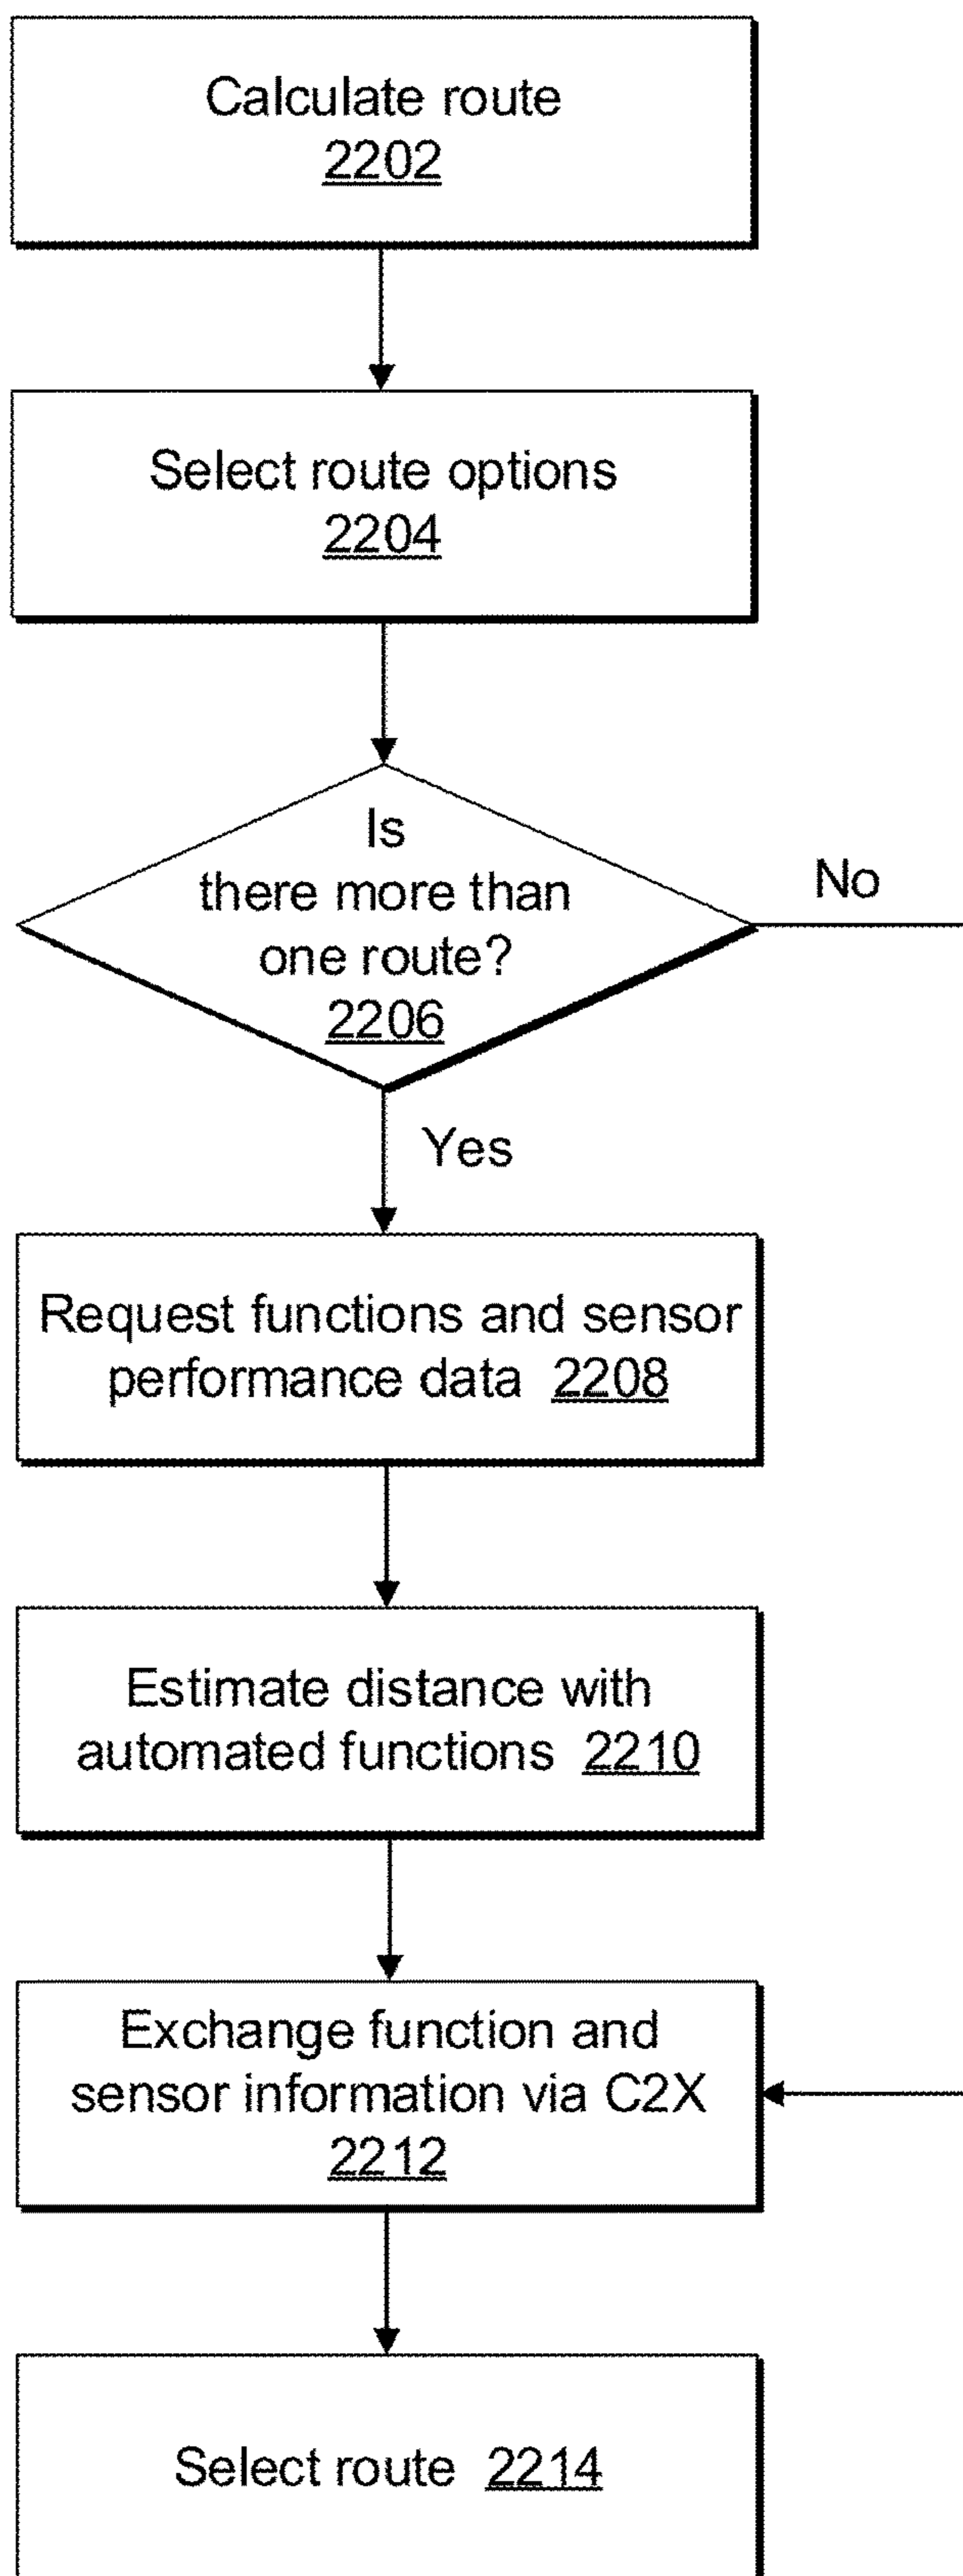 Calculate route
2202
Select route options
2204
Is
there more than
one route?
2206
No
Yes
Request functions and sensor
performance data 2208
Estimate distance with
automated functions 2210
Exchange function and
sensor information via C2X
2212
Select route 2214